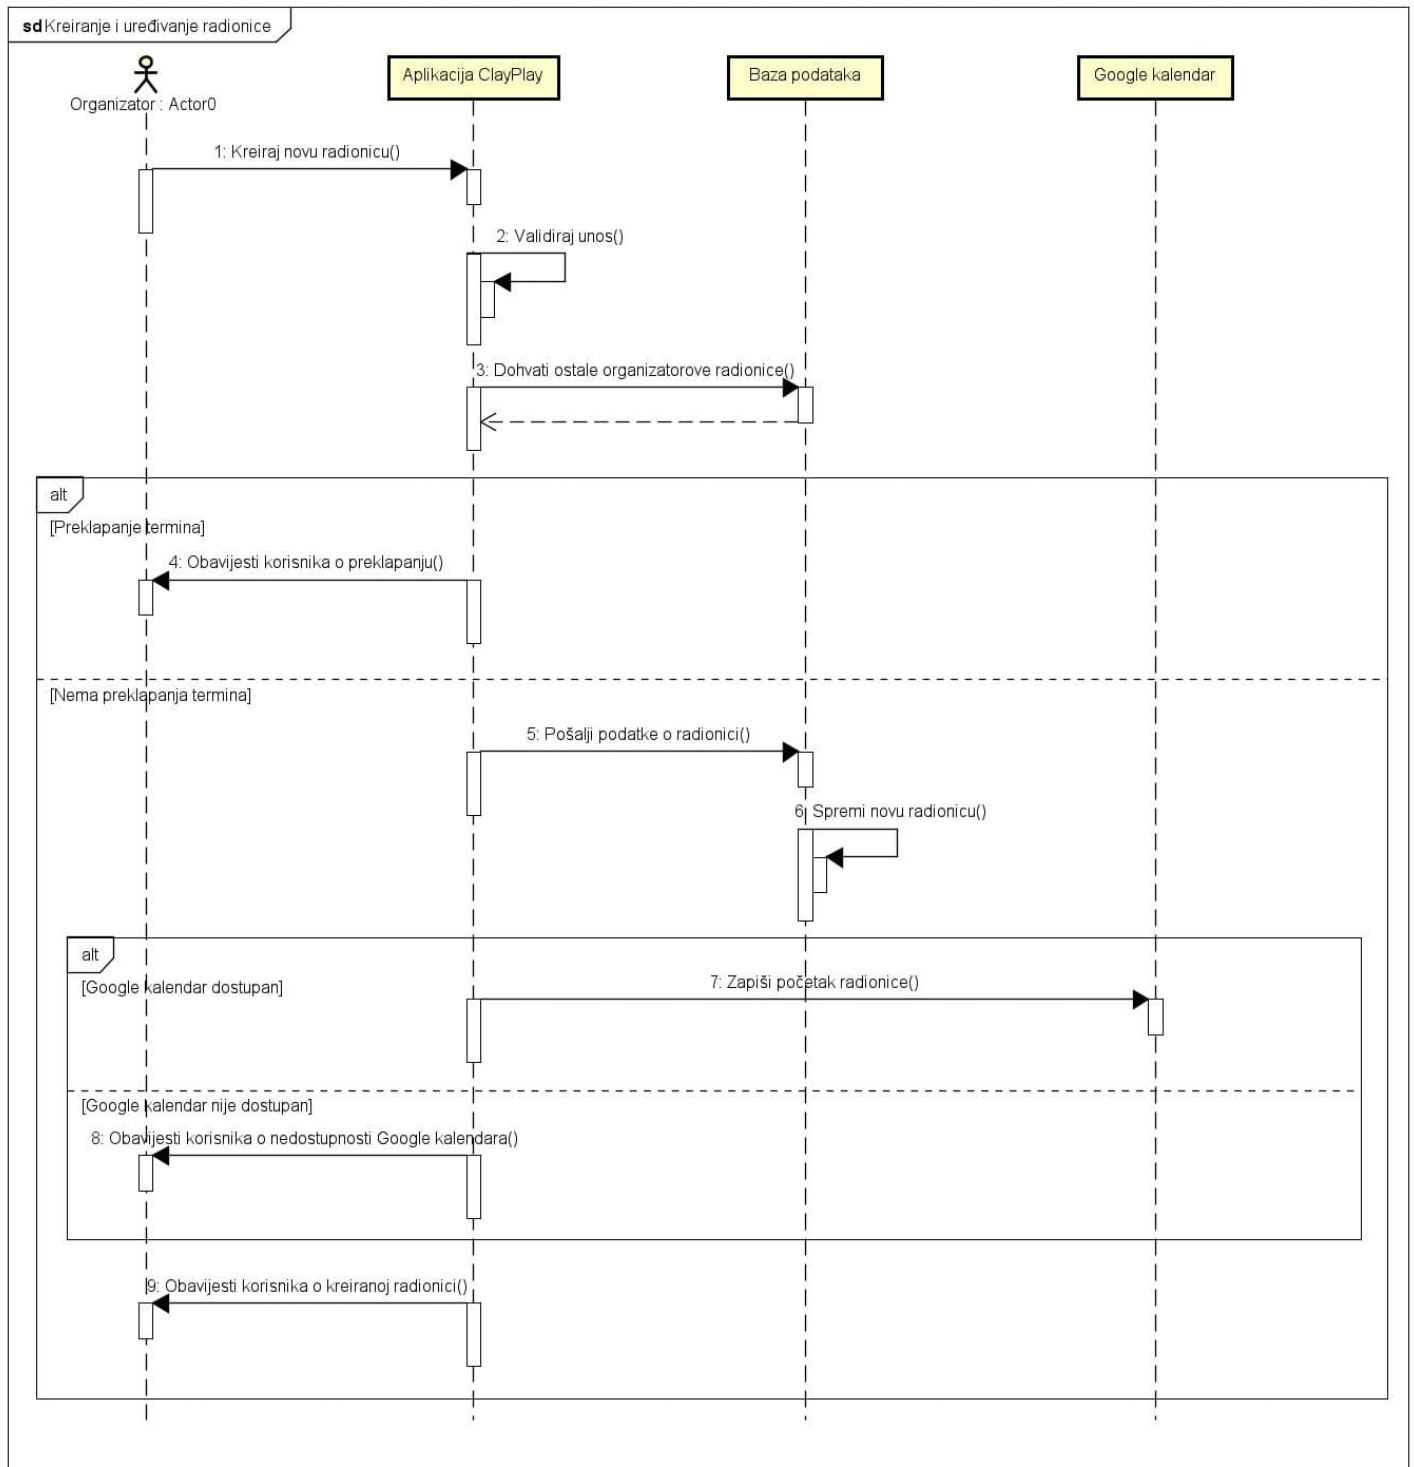 sd Kreiranje i uređivanje radionice
Organizator : Actor0
Aplikacija ClayPlay
Baza podataka
Google kalendar
1: Kreiraj novu radionicu()
2: Validiraj unos()
3: Dohvati ostale organizatorove radionice()
alt
[Preklapanje termina]
4: Obavijesti korisnika o preklapanju()
[Nema preklapanja termina]
5: Pošalji podatke o radionici()
6: Spremi novu radionicu()
alt
[Google kalendar dostupan]
7: Zapiši početak radionice()
[Google kalendar nije dostupan]
8: Obavijesti korisnika o nedostupnosti Google kalendara()
9: Obavijesti korisnika o kreiranoj radionici()